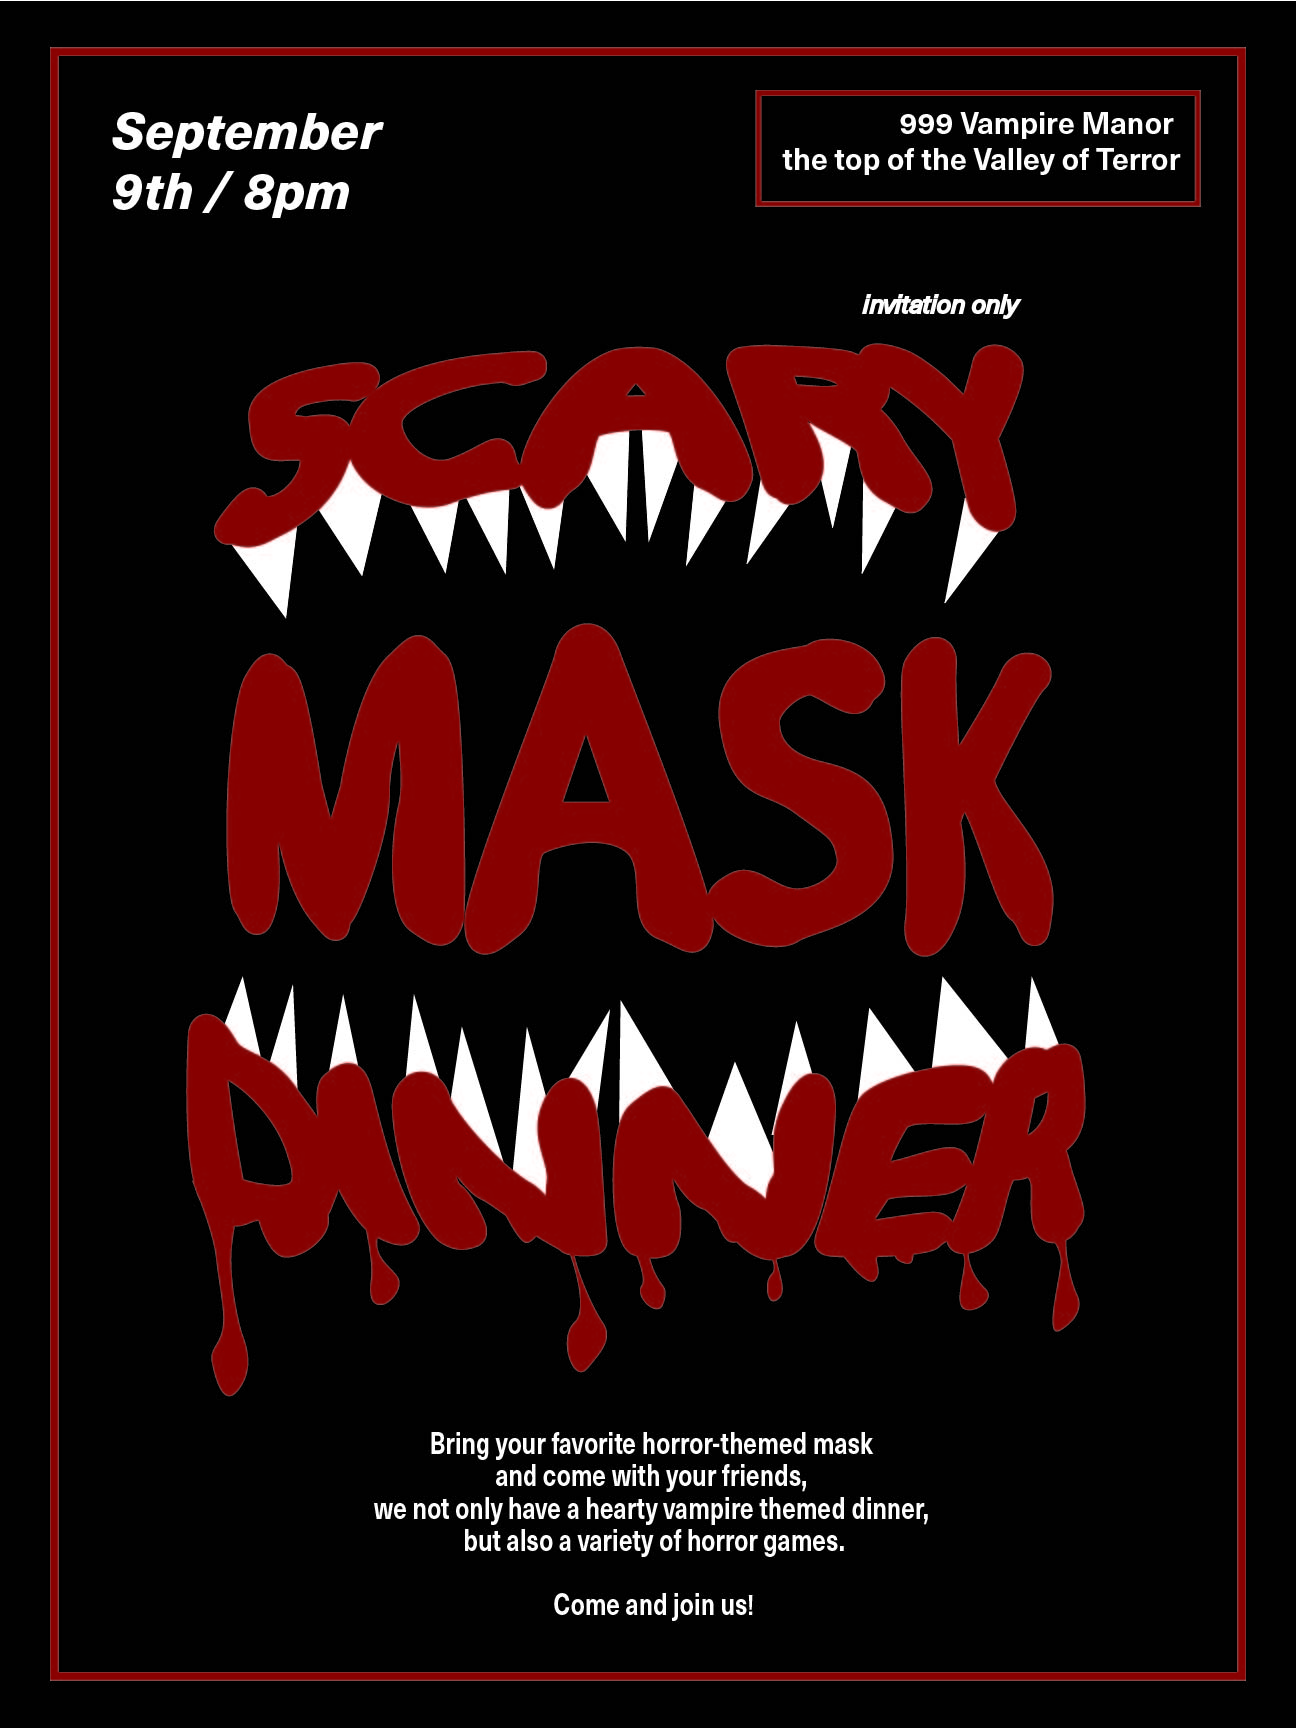 September
9th / 8pm
999 Vampire Manor
the top of the Valley of Terror
invitation only
SCARY
MASK
DINNER
Bring your favorite horror-themed mask
and come with your friends,
we not only have a hearty vampire themed dinner,
but also a variety of horror games.
Come and join us!